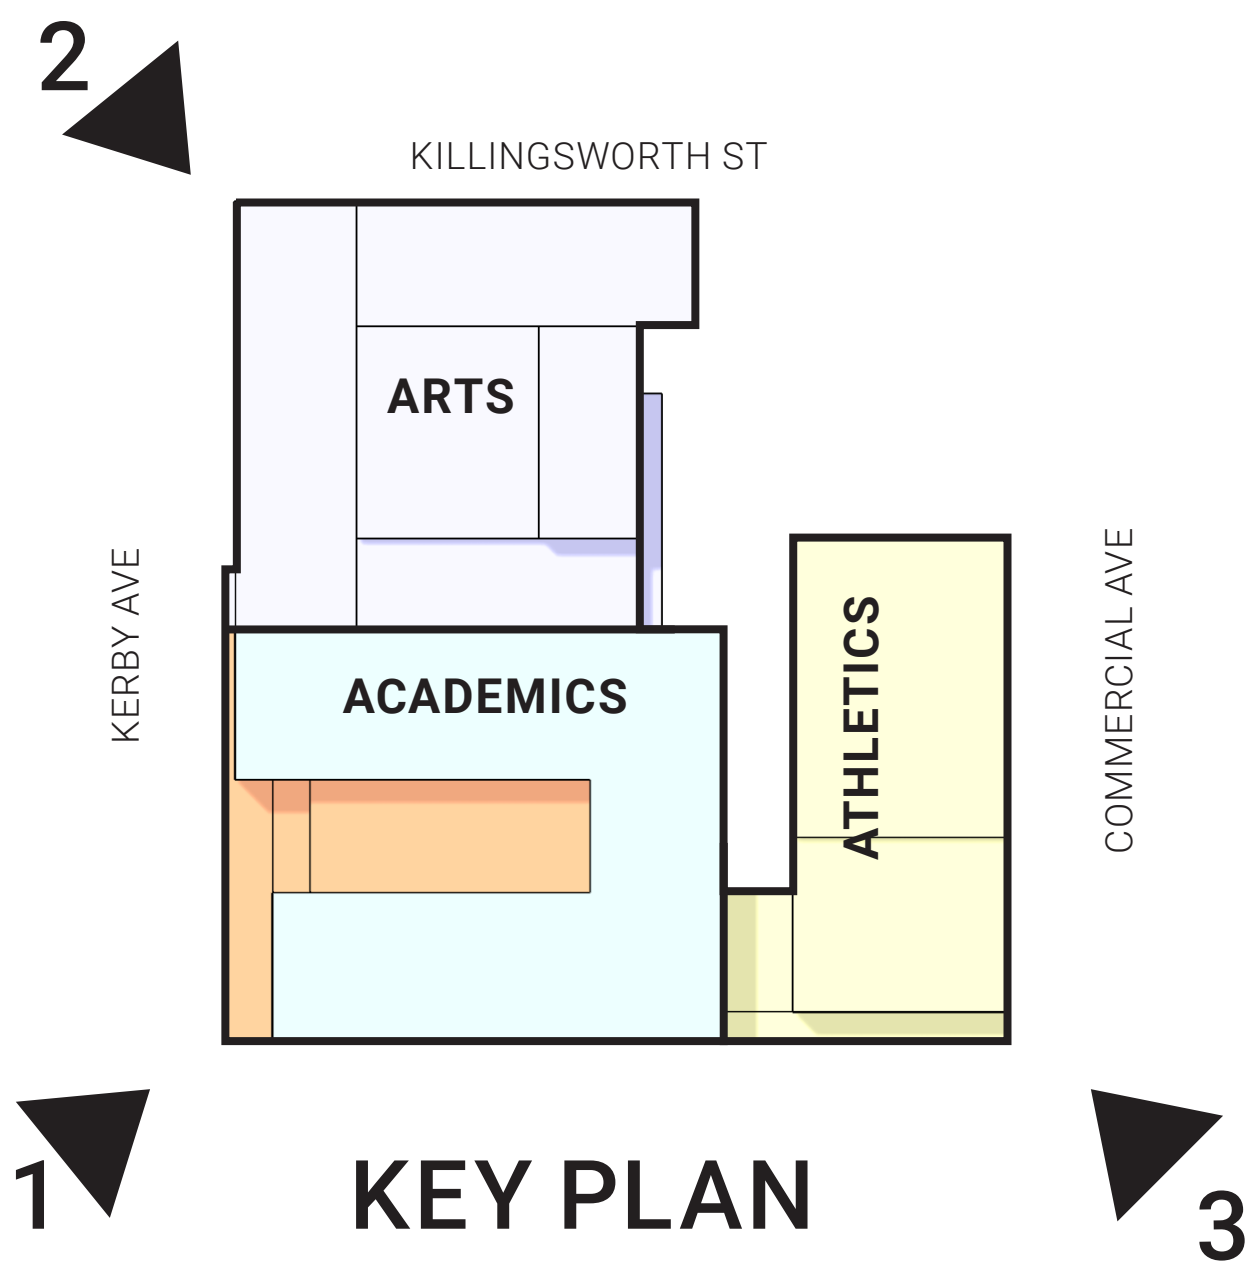 2
KILLINGSWORTH ST
ARTS
KERBY AVE
ACADEMICS
ATHLETICS
COMMERCIAL AVE
1
KEY PLAN
3